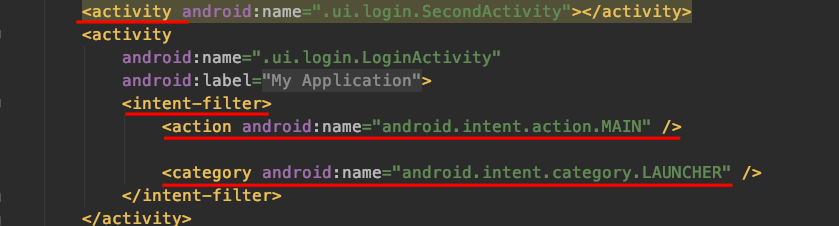 <activity android:name=".ui.login.SecondActivity"></activity>
<activity
android:name=".ui.login.LoginActivity"
android:label="My Application">
<intent-filter>
<action android:name="android.intent.action.MAIN" />
<category android:name="android.intent.category.LAUNCHER" />
</intent-filter>
</activity>